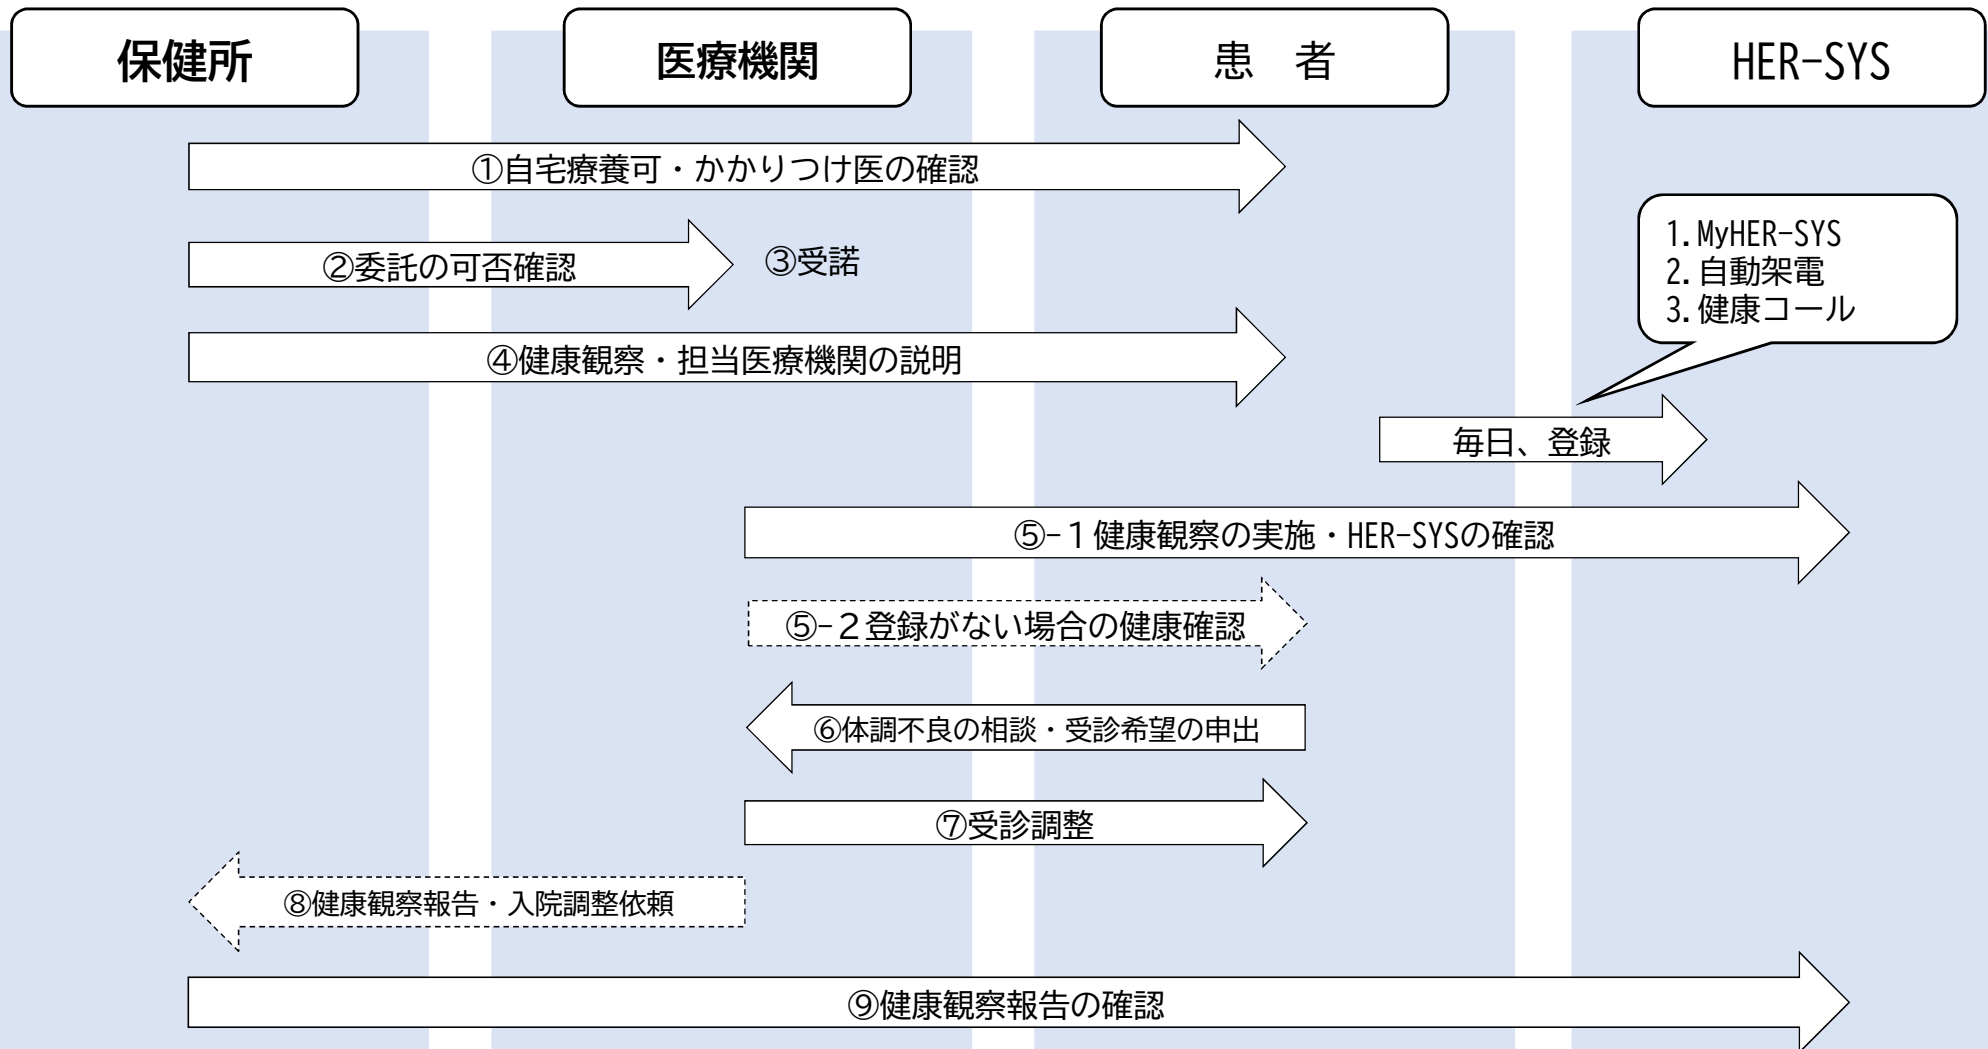 保健所
医療機関
患　者
HER-SYS
①自宅療養可・かかりつけ医の確認
②委託の可否確認
③受諾
1.MyHER-SYS
2.自動架電
3.健康コール
④健康観察・担当医療機関の説明
毎日、登録
⑤-１健康観察の実施・HER-SYSの確認
⑤-２登録がない場合の健康確認
⑥体調不良の相談・受診希望の申出
⑦受診調整
⑧健康観察報告・入院調整依頼
⑨健康観察報告の確認